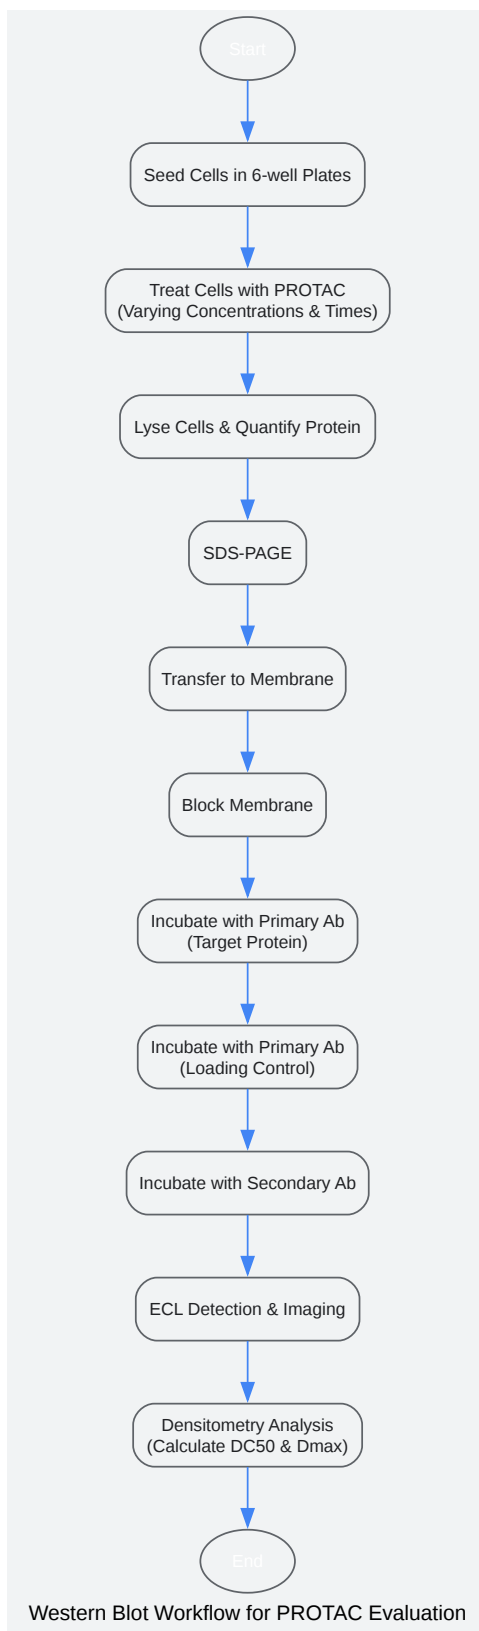 Start
Seed Cells in 6-well Plates
Treat Cells with PROTAC
(Varying Concentrations & Times)
Lyse Cells & Quantify Protein
SDS-PAGE
Transfer to Membrane
Block Membrane
Incubate with Primary Ab
(Target Protein)
Incubate with Primary Ab
(Loading Control)
Incubate with Secondary Ab
ECL Detection & Imaging
Densitometry Analysis
(Calculate DC50 & Dmax)
End
Western Blot Workflow for PROTAC Evaluation